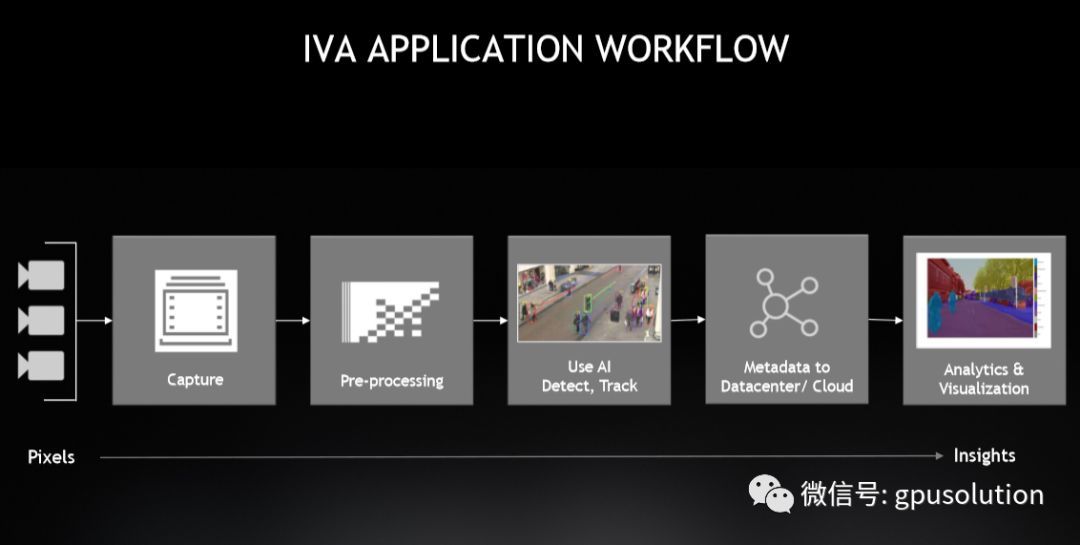 IVA APPLICATION WORKFLOW
Capture
Pre-processing
Use AI
Detect, Track
Metadata to
Datacenter/ Cloud
Analytics &
Visualization
Pixels
Insights
微信号: gpusolution